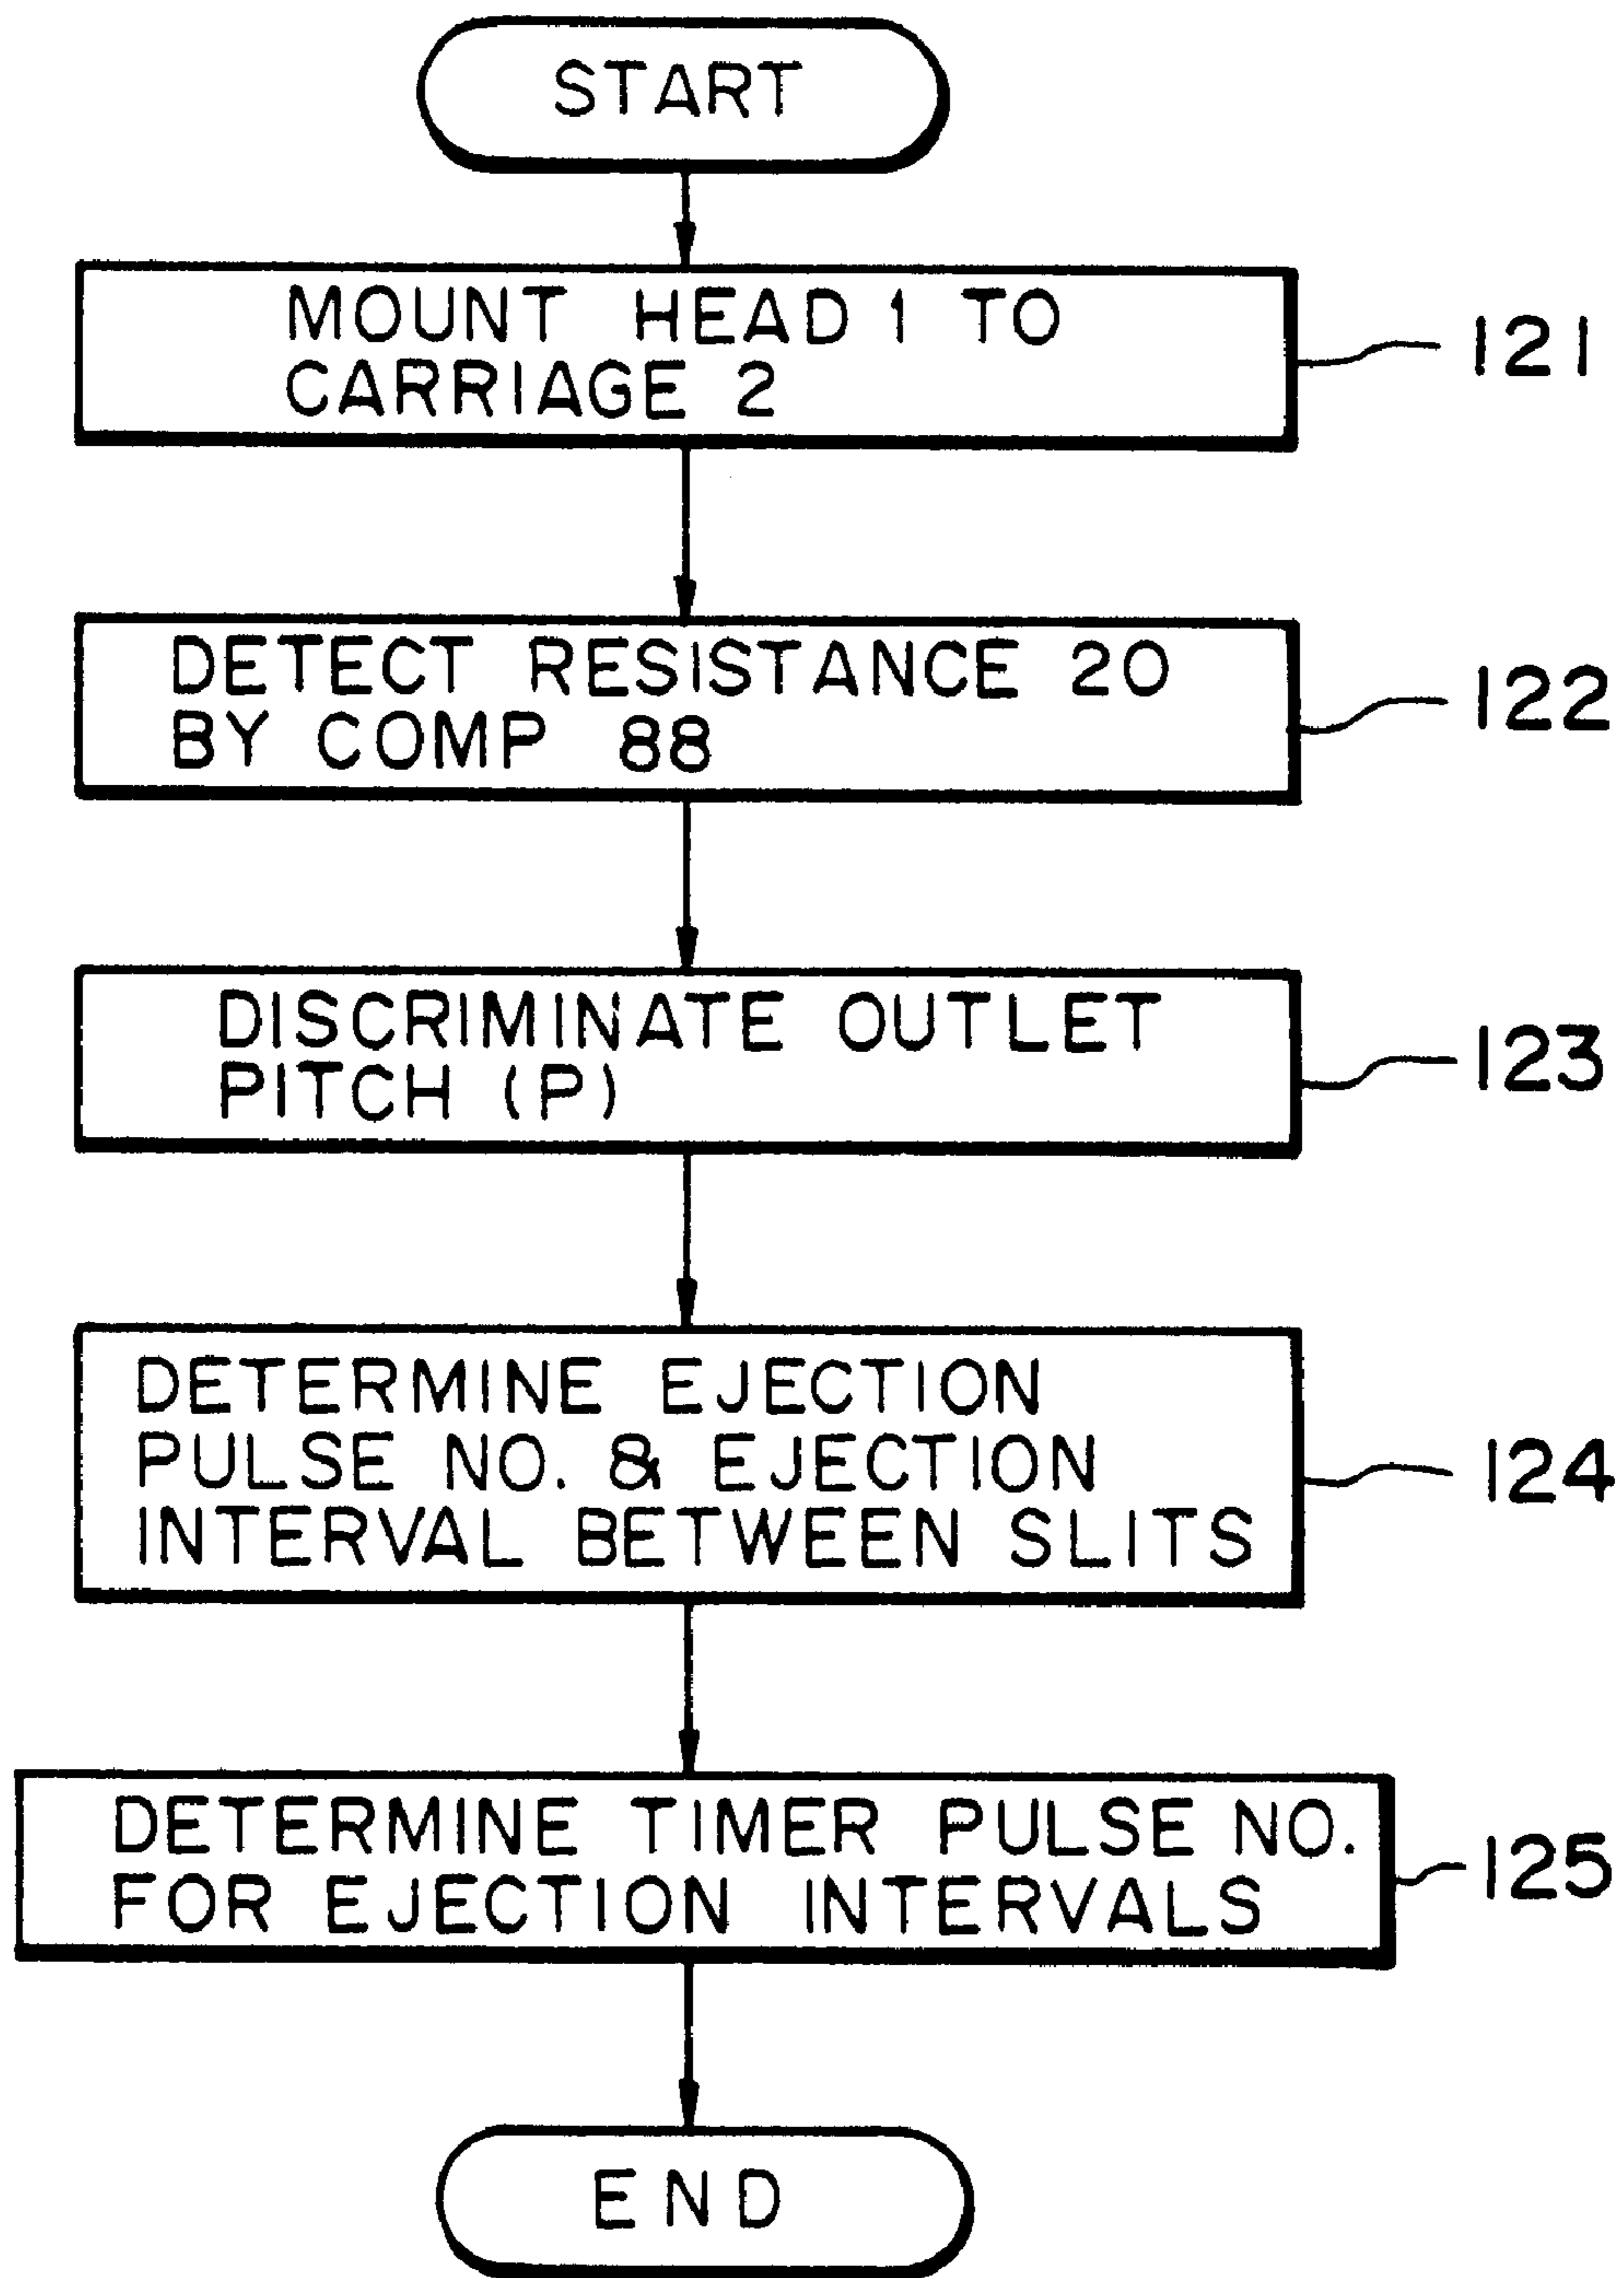 START
MOUNT HEAD 1 TO
CARRIAGE 2
121
DETECT RESISTANCE 20
BY COMP 88
122
DISCRIMINATE OUTLET
PITCH (P)
123
DETERMINE EJECTION
PULSE NO. & EJECTION
INTERVAL BETWEEN SLITS
124
DETERMINE TIMER PULSE NO.
FOR EJECTION INTERVALS
125
END